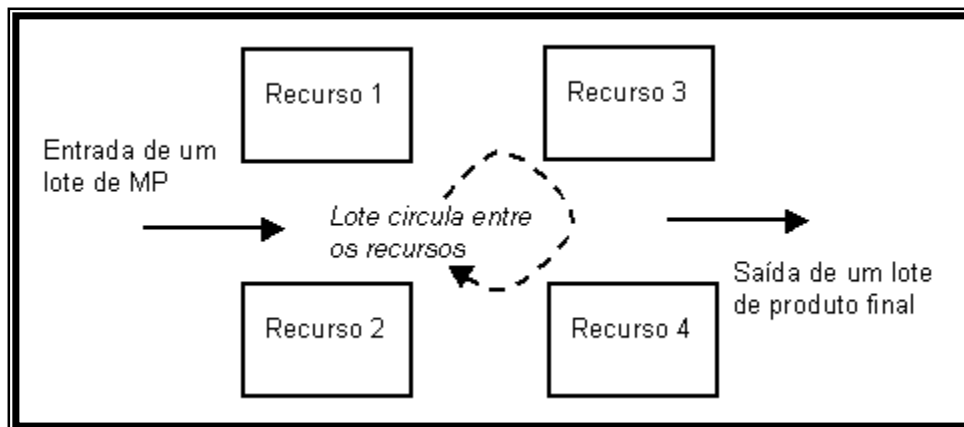 Recurso 1
Recurso 3
Entrada de um
lote de MP
Lote circula entre
os recursos
Saída de um lote
de produto final
Recurso 2
Recurso 4